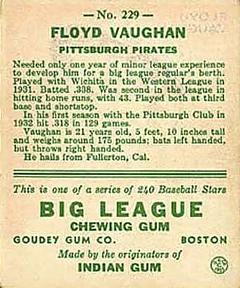 — No. 229 —
FLOYD VAUGHAN
PITTSBURGH PIRATES
Needed only one year of minor league experience
to develop him for a big league regular's berth.
Played with Wichita in the Western League in
1931. Batted .338. Was second in the league in
hitting home runs, with 43. Played both at third
base and shortstop.
In his first season with the Pittsburgh Club in
1932 hit .318 in 129 games.
Vaughan is 21 years old, 5 feet, 10 inches tall
and weighs around 175 pounds; bats left handed,
but throws right handed.
He hails from Fullerton, Cal.
This is one of a series of 240 Baseball Stars
BIG LEAGUE
CHEWING GUM
GOUDEY GUM CO. BOSTON
Made by the originators of
INDIAN GUM